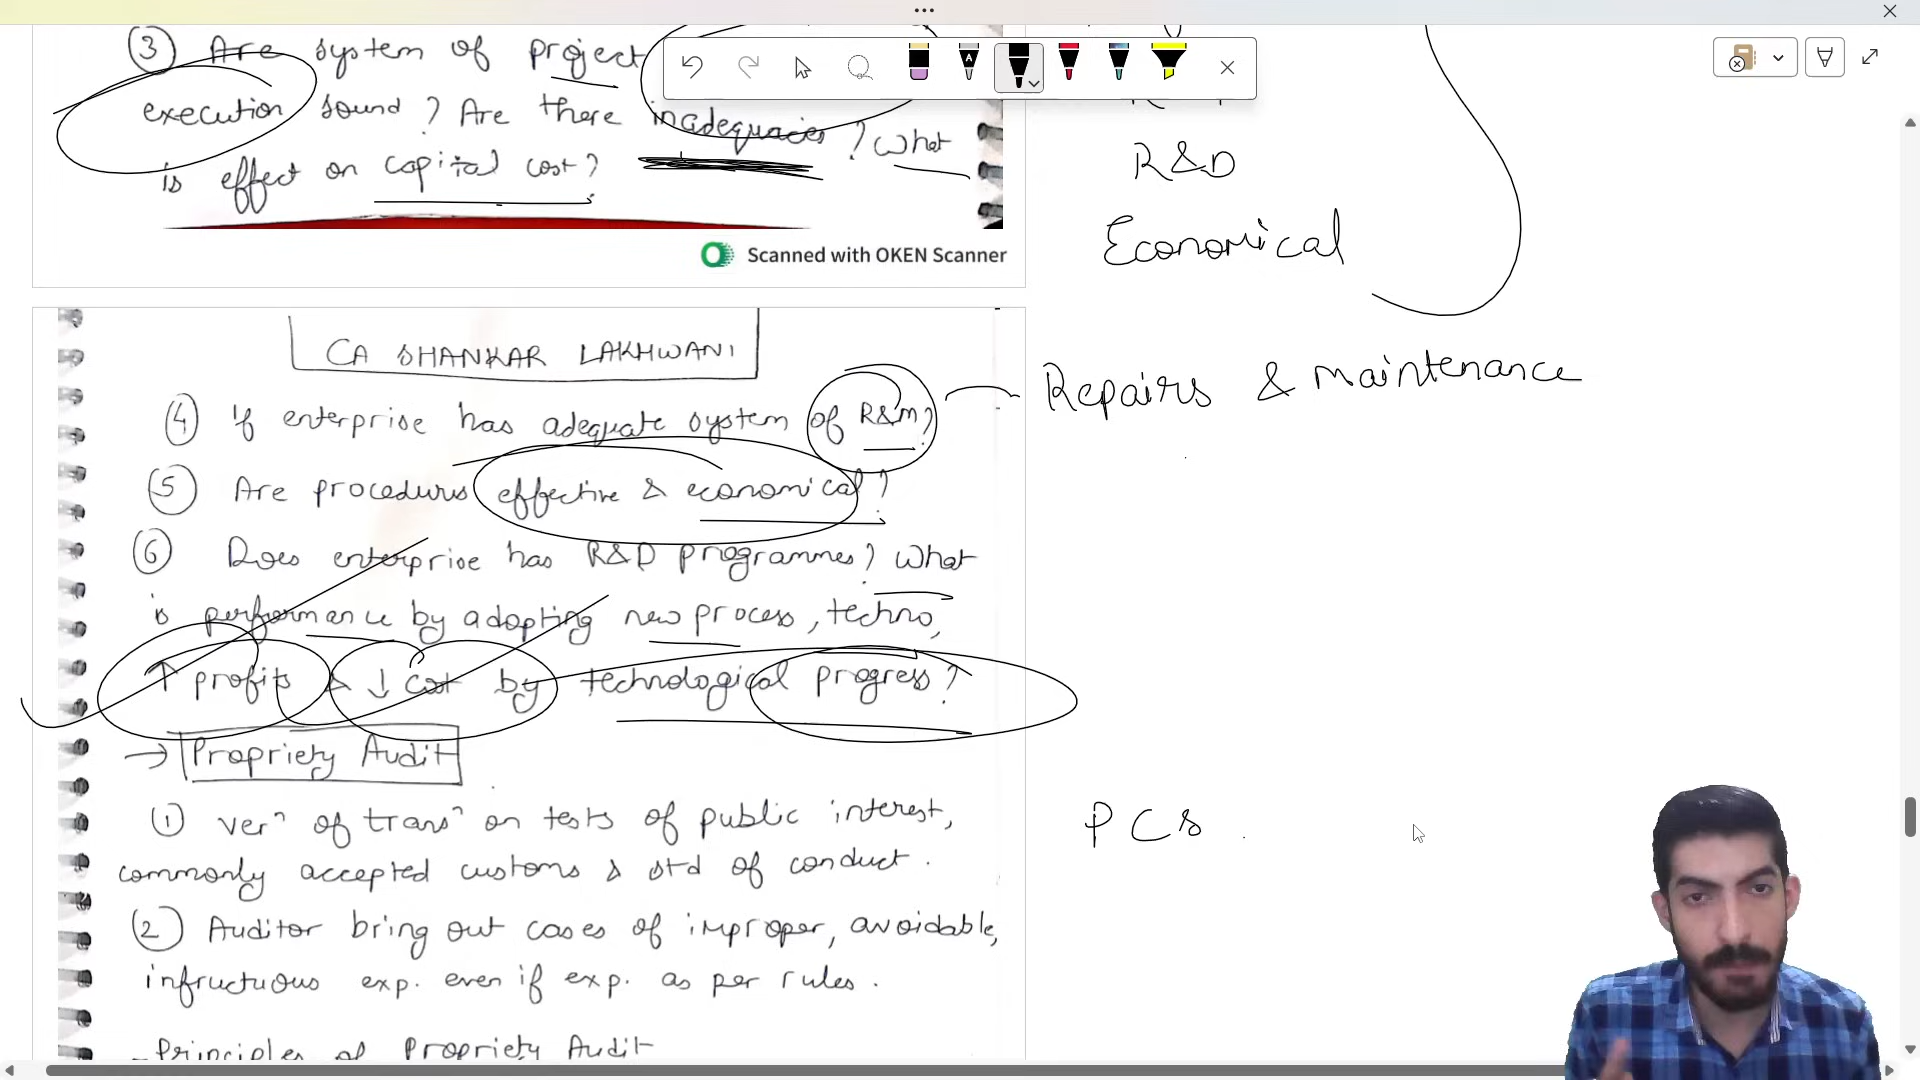 ③ Are system of project
execution sound? Are there inadequacies? What
is effect on capital cost?
Scanned with OKEN Scanner
R&D
Economical
CA SHANKAR LAKHWANI
④ If enterprise has adequate system of R&M?
Repairs & Maintenance
⑤ Are procedures effective & economical?
⑥ Does enterprise has R&D programmes? What
is performance by adopting new process, techno,
↑ profits & ↓ cost by technological progress?
→ Propriety Audit
① verⁿ of transⁿ on tests of public interest,
commonly accepted customs & std of conduct.
PCS
② Auditor bring out cases of improper, avoidable,
infructuous exp. even if exp. as per rules.
- Principles of Propriety Audit